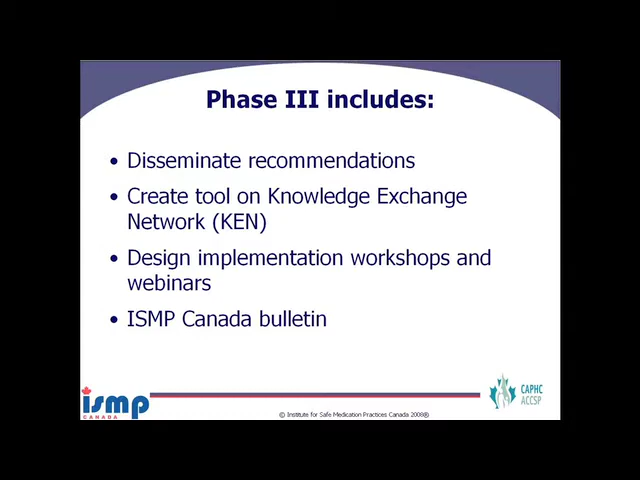 Phase III includes:
• Disseminate recommendations
• Create tool on Knowledge Exchange
Network (KEN)
• Design implementation workshops and
webinars
• ISMP Canada bulletin
ismp
CANADA
© Institute for Safe Medication Practices Canada 2008®
CAPHC
ACCSP